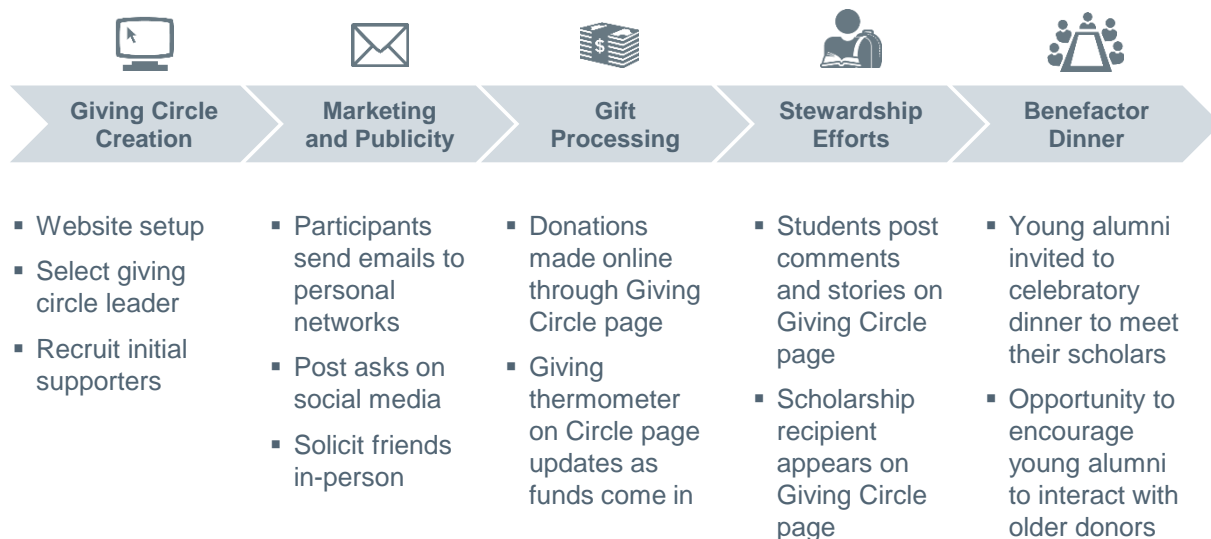 $
Giving Circle
Creation
Marketing
and Publicity
Gift
Processing
Stewardship
Efforts
Benefactor
Dinner
▪ Website setup
▪ Select giving
circle leader
▪ Recruit initial
supporters
▪ Participants
send emails to
personal
networks
▪ Post asks on
social media
▪ Solicit friends
in-person
▪ Donations
made online
through Giving
Circle page
▪ Giving
thermometer
on Circle page
updates as
funds come in
▪ Students post
comments
and stories on
Giving Circle
page
▪ Scholarship
recipient
appears on
Giving Circle
page
▪ Young alumni
invited to
celebratory
dinner to meet
their scholars
▪ Opportunity to
encourage
young alumni
to interact with
older donors